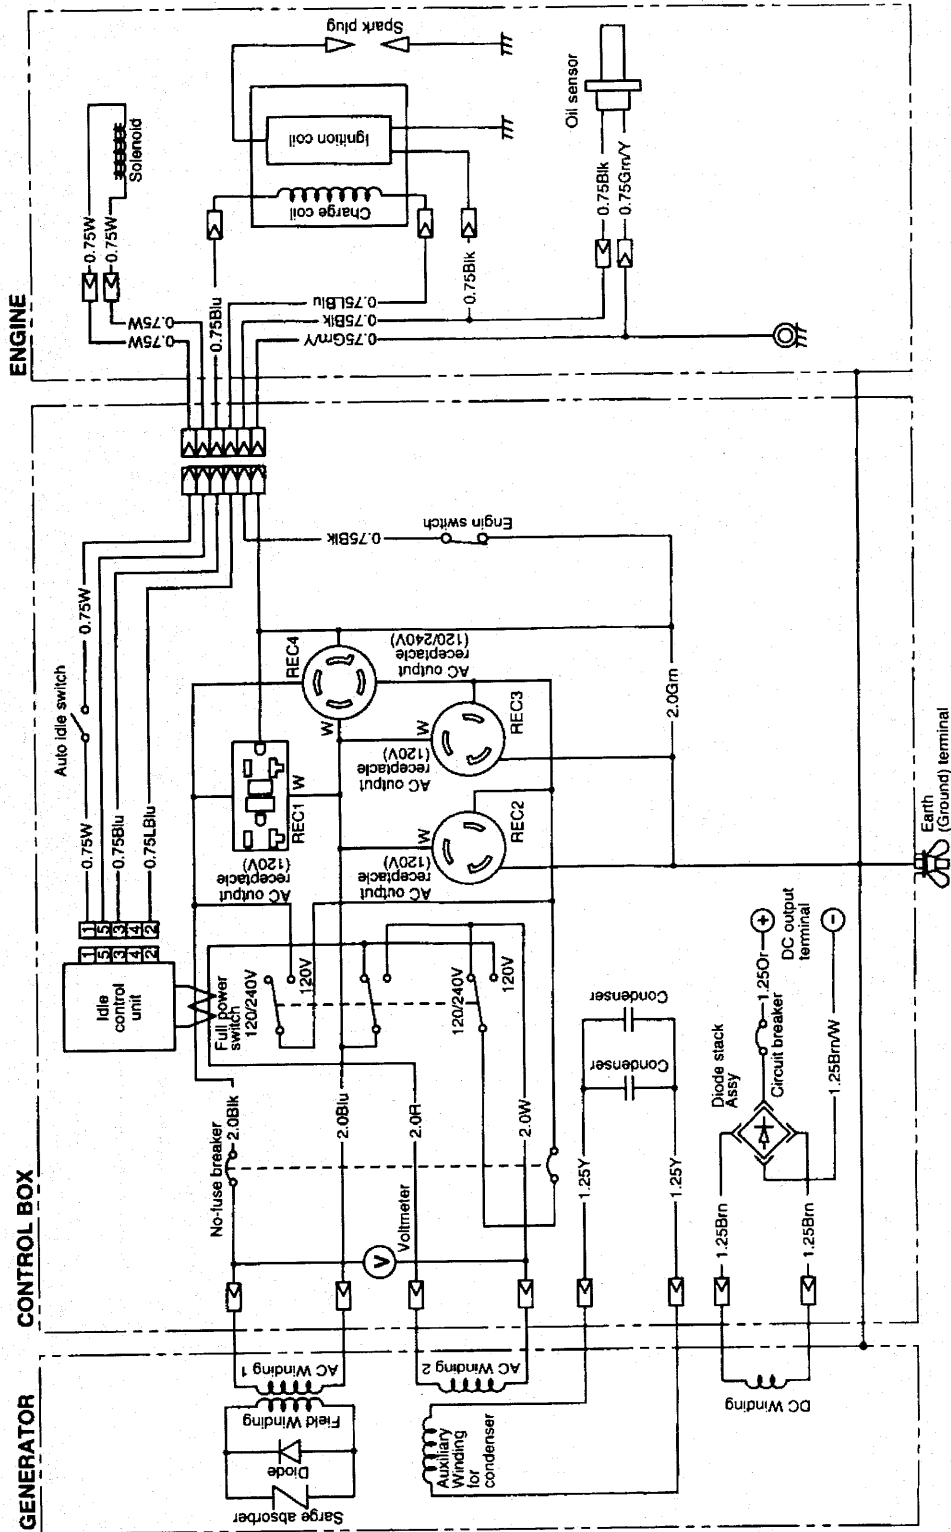 ENGINE
0.75W
0.75W
Solenoid
0.75W
0.75W
0.75Blu
Spark plug
Ignition coil
Charge coil
0.75LBlu
0.75Blk
0.75Grn/Y
0.75Blk
Oil sensor
0.75Blk
0.75Grn/Y
CONTROL BOX
Auto idle switch
0.75W
0.75W
0.75Blu
0.75LBlu
1
5
3
4
2
1
5
3
4
2
Idle
control
unit
0.75Blk
Engin switch
REC4
AC output
receptacle
(120/240V)
W
REC3
AC output
receptacle
(120V)
W
REC1
AC output
receptacle
(120V)
W
REC2
AC output
receptacle
(120V)
W
2.0Grn
Earth
(Ground) terminal
Full power
switch
120/240V
120V
120/240V
120V
No-fuse breaker
2.0Blk
2.0Blu
2.0R
2.0W
Voltmeter
V
Condenser
Condenser
1.25Y
1.25Y
Diode stack
Assy
Circuit breaker
1.25Or
+
DC output
terminal
-
1.25Brn/W
1.25Brn
1.25Brn
GENERATOR
AC Winding 1
Field Winding
Diode
Sarge absorber
AC Winding 2
Auxiliary
Winding
for
condenser
DC Winding